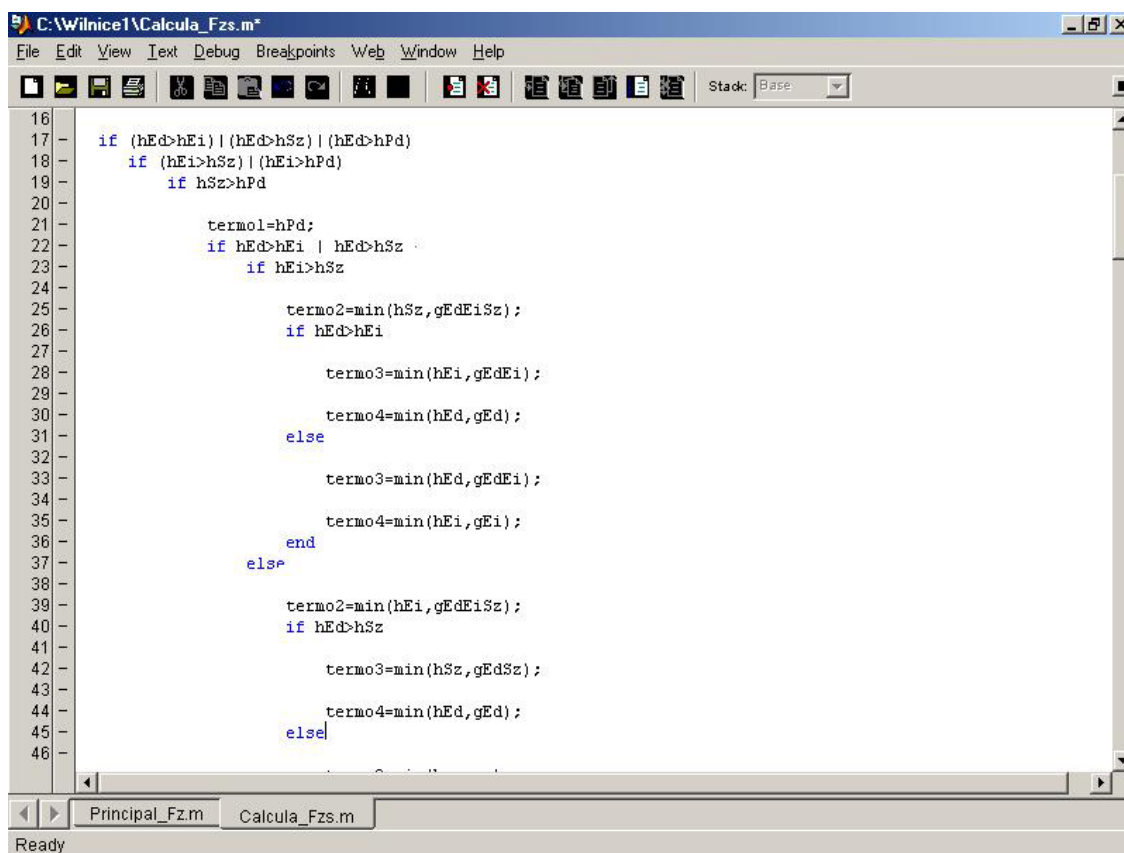 C:\Wilnice1\Calcula_Fzs.m*
File Edit View Text Debug Breakpoints Web Window Help
Stack: Base
16
17 – if (hEd>hEi)|(hEd>hSz)|(hEd>hPd)
18 – if (hEi>hSz)|(hEi>hPd)
19 – if hSz>hPd
20 –
21 – termo1=hPd;
22 – if hEd>hEi | hEd>hSz
23 – if hEi>hSz
24 –
25 – termo2=min(hSz,gEdEiSz);
26 – if hEd>hEi
27 –
28 – termo3=min(hEi,gEdEi);
29 –
30 – termo4=min(hEd,gEd);
31 – else
32 –
33 – termo3=min(hEd,gEdEi);
34 –
35 – termo4=min(hEi,gEi);
36 – end
37 – else
38 –
39 – termo2=min(hEi,gEdEiSz);
40 – if hEd>hSz
41 –
42 – termo3=min(hSz,gEdSz);
43 –
44 – termo4=min(hEd,gEd);
45 – else
46 –
Principal_Fz.m Calcula_Fzs.m
Ready